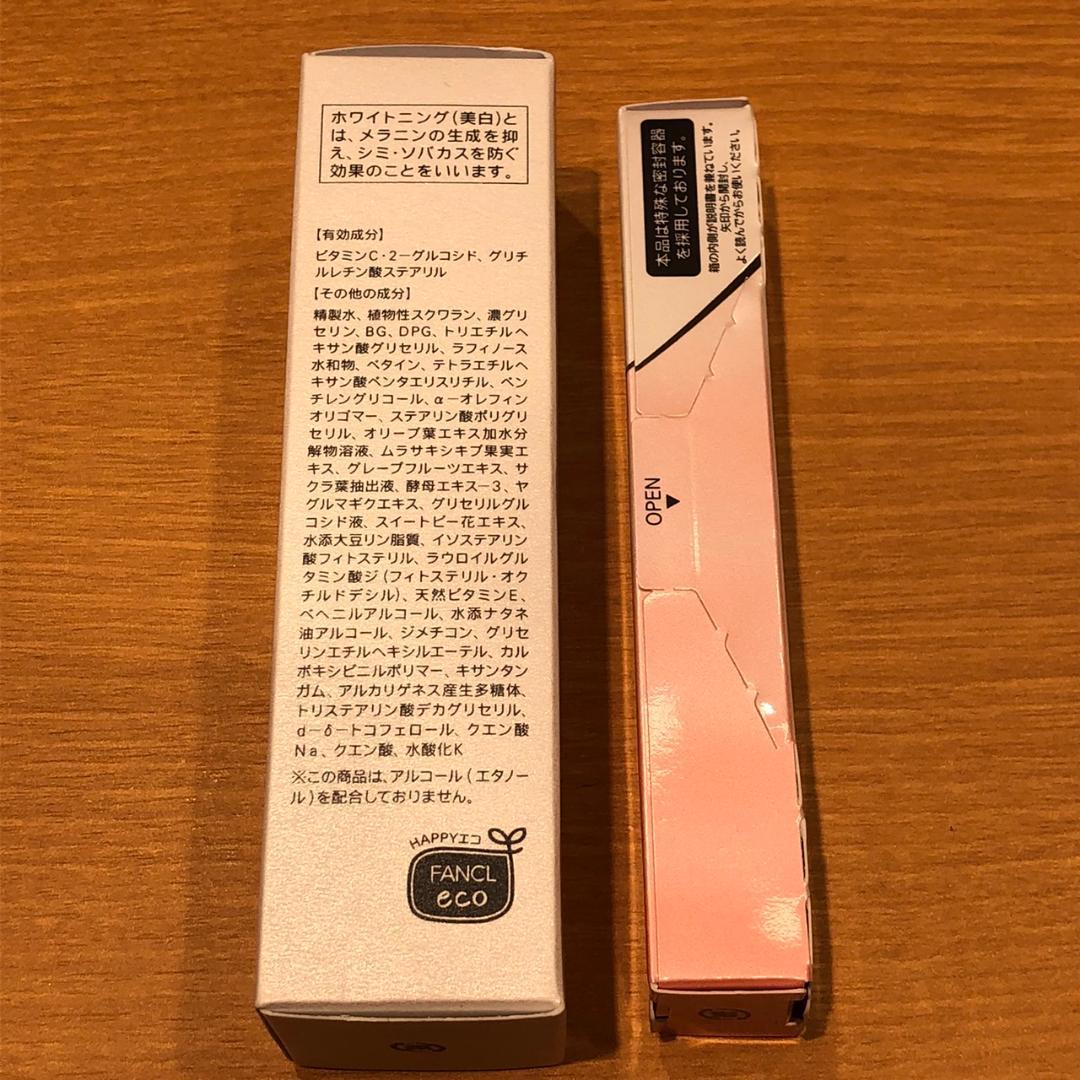 ホワイトニング(美白)と
は、メラニンの生成を抑
え、シミ・ソバカスを防ぐ
効果のことをいいます。
【有効成分】
ビタミンC・2－グルコシド、グリチ
ルレチン酸ステアリル
【その他の成分】
精製水、植物性スクワラン、濃グリ
セリン、BG、DPG、トリエチルヘ
キサン酸グリセリル、ラフィノース
水和物、ベタイン、テトラエチルヘ
キサン酸ペンタエリスリチル、ペン
チレングリコール、α－オレフィン
オリゴマー、ステアリン酸ポリグリ
セリル、オリーブ葉エキス加水分
解物溶液、ムラサキシキブ果実エ
キス、グレープフルーツエキス、サ
クラ葉抽出液、酵母エキス－3、ヤ
グルマギクエキス、グリセリルグル
コシド液、スイートピー花エキス、
水添大豆リン脂質、イソステアリン
酸フィトステリル、ラウロイルグル
タミン酸ジ(フィトステリル・オク
チルドデシル)、天然ビタミンE、
ベヘニルアルコール、水添ナタネ
油アルコール、ジメチコン、グリセ
リンエチルヘキシルエーテル、カル
ボキシビニルポリマー、キサンタン
ガム、アルカリゲネス産生多糖体、
トリステアリン酸デカグリセリル、
d－δ－トコフェロール、クエン酸
Na、クエン酸、水酸化K
※この商品は、アルコール(エタノー
ル)を配合しておりません。
HAPPYエコ
FANCL
eco
本品は特殊な密封容器
を採用しております。
箱の内側が説明書を兼ねています。
矢印から開封し、
よく読んでからお使いください。
OPEN